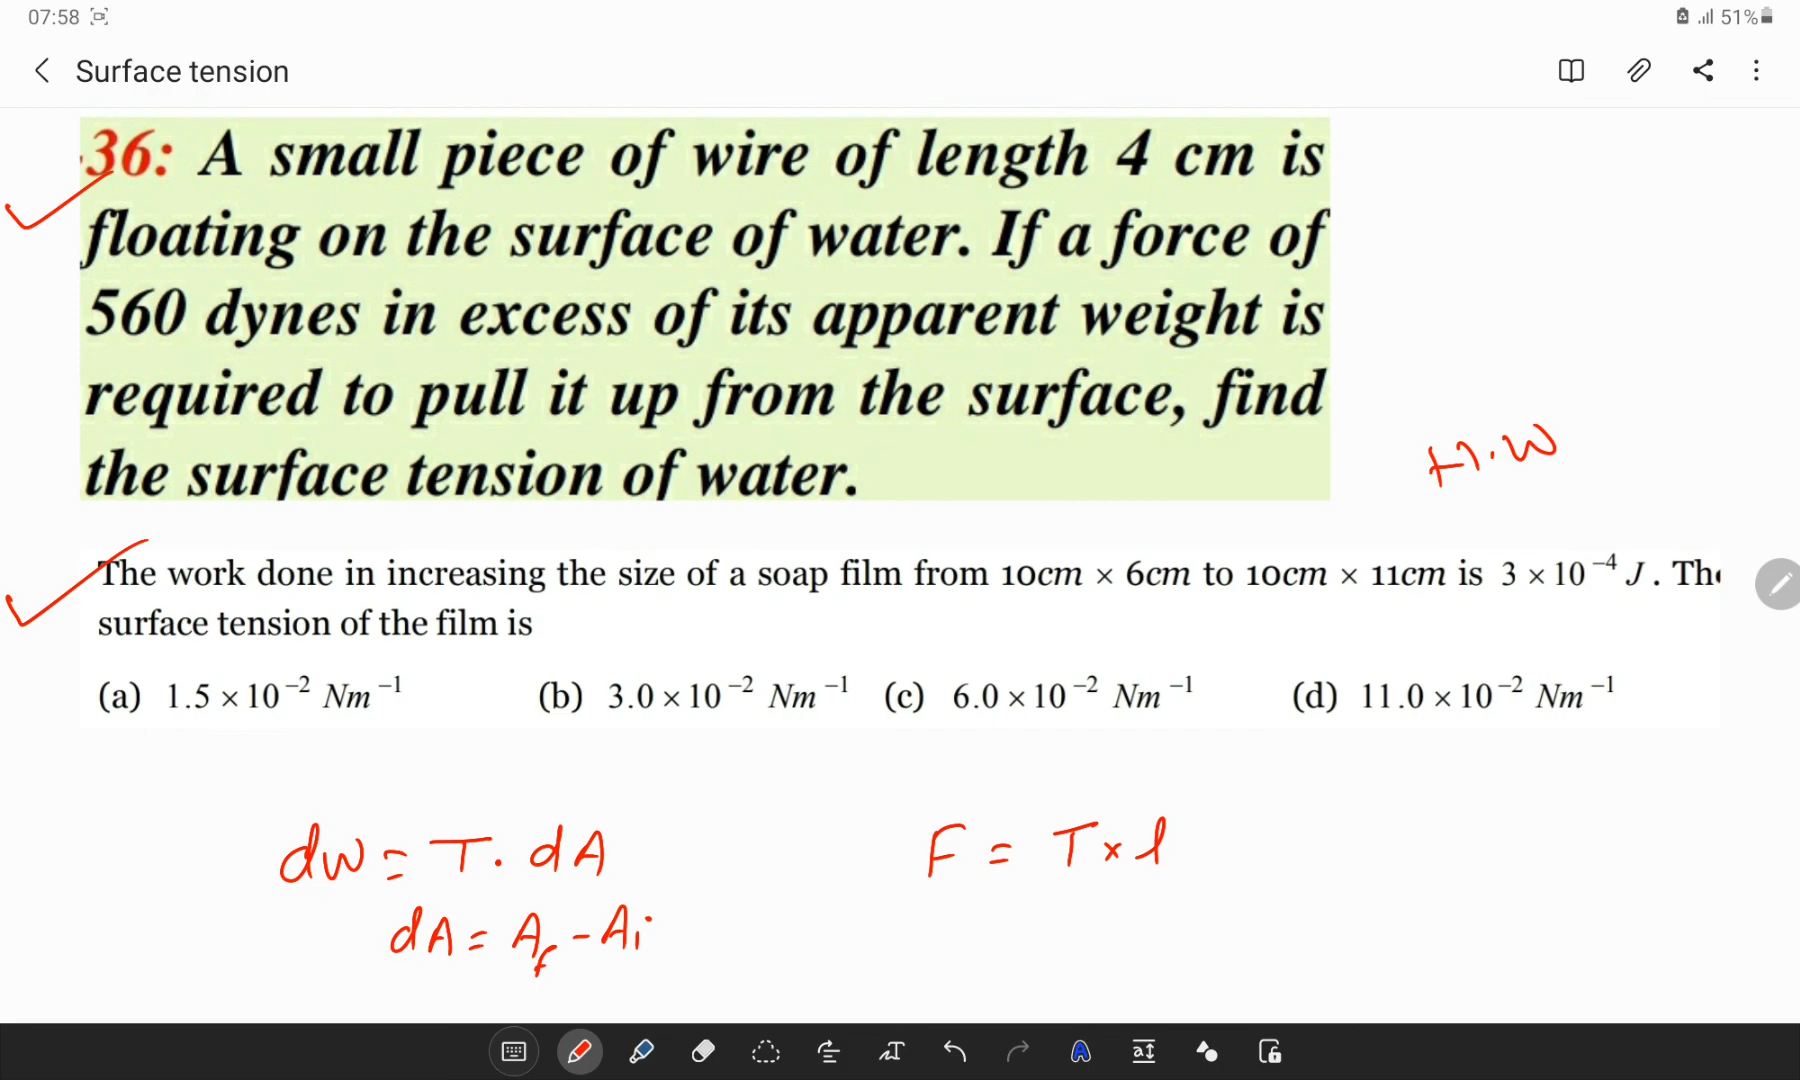 07:58
51%
Surface tension
36: A small piece of wire of length 4 cm is
floating on the surface of water. If a force of
560 dynes in excess of its apparent weight is
required to pull it up from the surface, find
the surface tension of water.
H.W
The work done in increasing the size of a soap film from 10cm × 6cm to 10cm × 11cm is 3 × 10⁻⁴ J. The
surface tension of the film is
(a) 1.5 × 10⁻² Nm⁻¹ (b) 3.0 × 10⁻² Nm⁻¹ (c) 6.0 × 10⁻² Nm⁻¹ (d) 11.0 × 10⁻² Nm⁻¹
dw = T. dA F = T × l
dA = Af - Ai